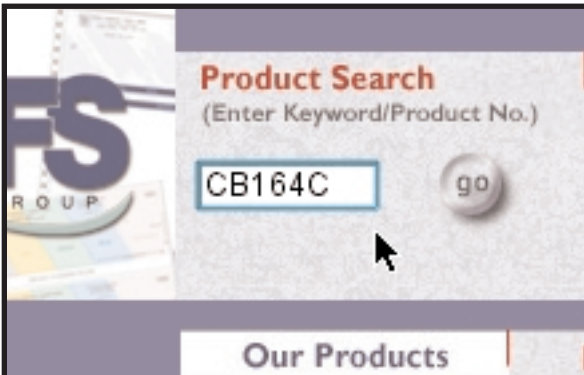 Product Search
(Enter Keyword/Product No.)
FS
CB164C
go
ROUP
Our Products